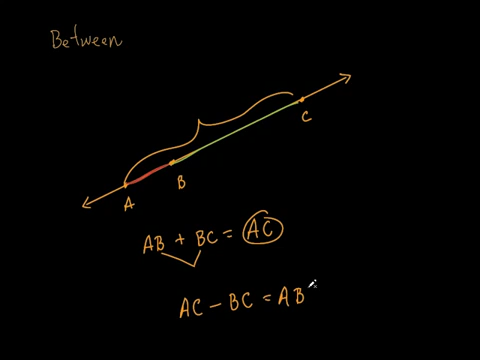 Between
C
B
A
AB + BC = AC
AC - BC = AB